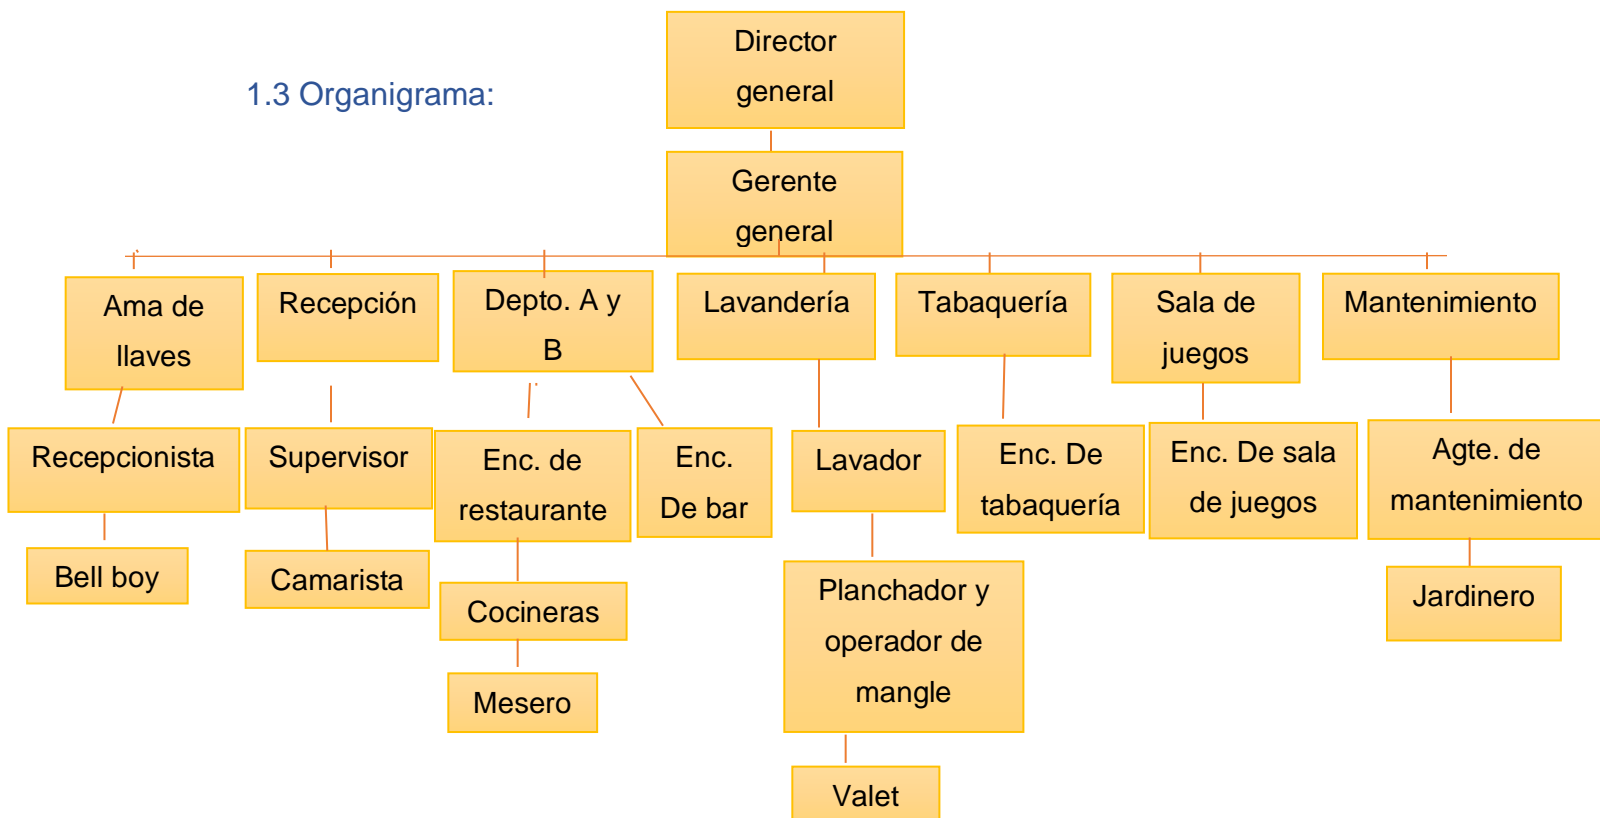 1.3 Organigrama:
Director
general
Gerente
general
Ama de
llaves
Recepción
Depto. A y
B
Lavandería
Tabaquería
Sala de
juegos
Mantenimiento
Recepcionista
Supervisor
Enc. de
restaurante
Enc.
De bar
Lavador
Enc. De
tabaquería
Enc. De sala
de juegos
Agte. de
mantenimiento
Bell boy
Camarista
Cocineras
Planchador y
operador de
mangle
Jardinero
Mesero
Valet